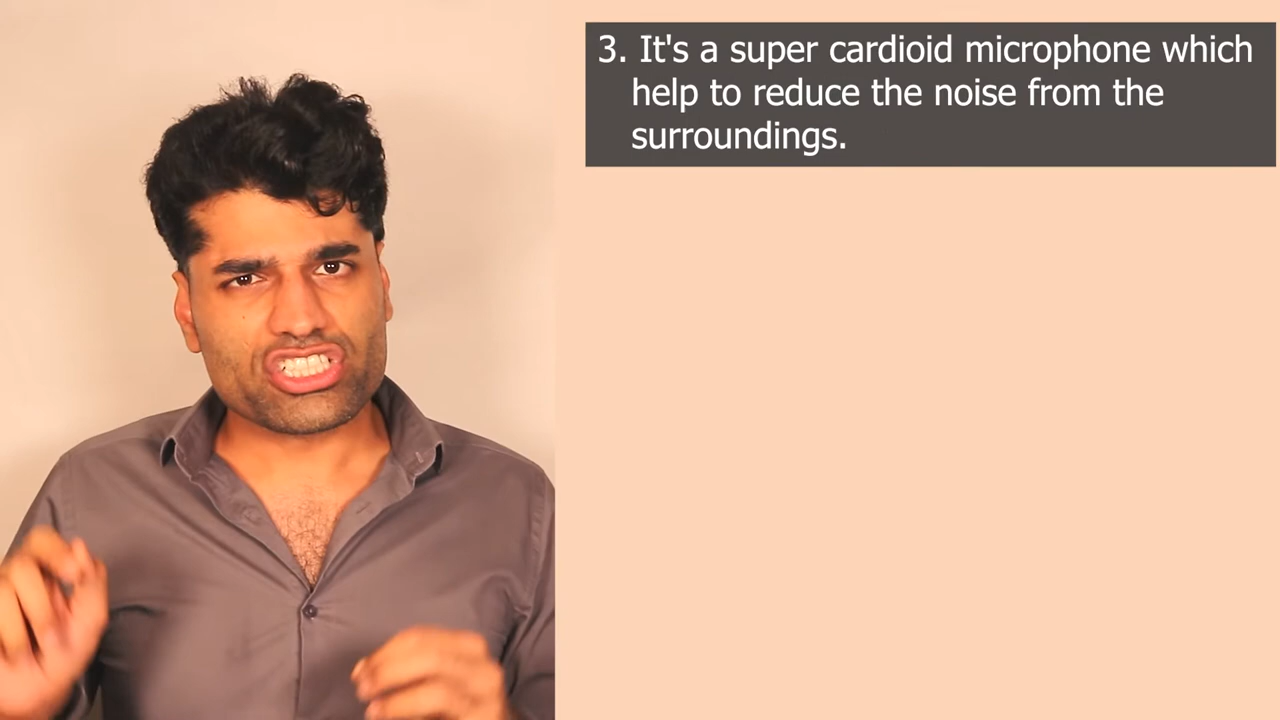 3. It's a super cardioid microphone which
help to reduce the noise from the
surroundings.